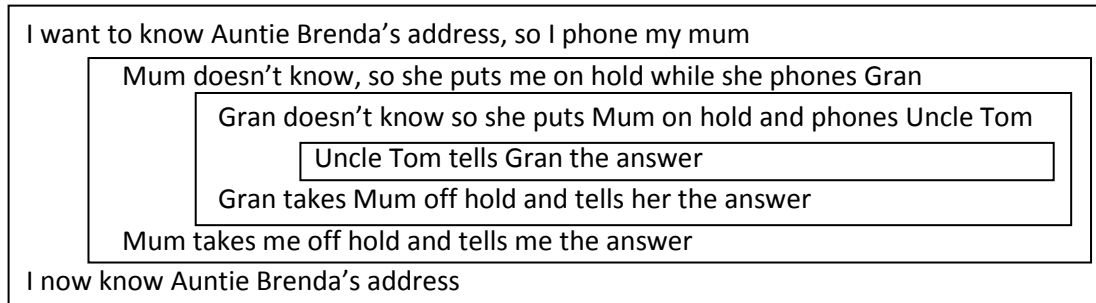 I want to know Auntie Brenda’s address, so I phone my mum
Mum doesn’t know, so she puts me on hold while she phones Gran
Gran doesn’t know so she puts Mum on hold and phones Uncle Tom
Uncle Tom tells Gran the answer
Gran takes Mum off hold and tells her the answer
Mum takes me off hold and tells me the answer
I now know Auntie Brenda’s address